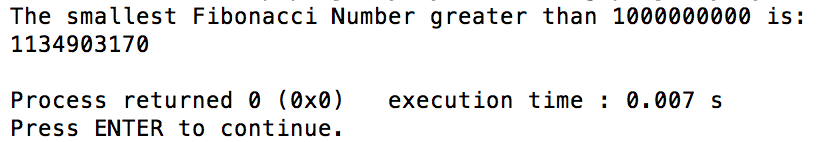 The smallest Fibonacci Number greater than 1000000000 is:
1134903170
Process returned 0 (0x0)   execution time : 0.007 s
Press ENTER to continue.